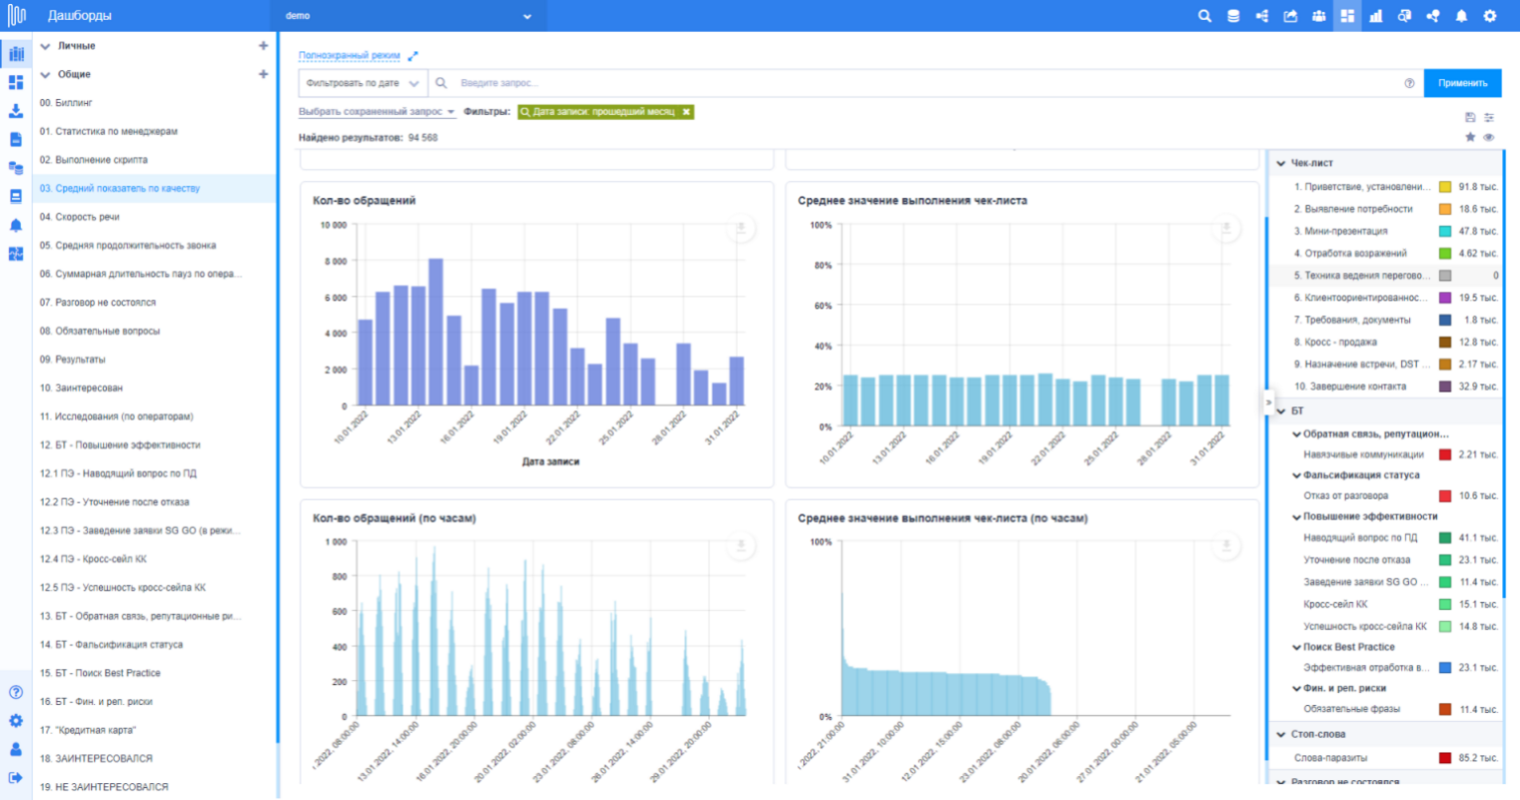 Дашборды
demo
Личные
Общие
00. Биллинг
01. Статистика по менеджерам
02. Выполнение скрипта
03. Средний показатель по качеству
04. Скорость речи
05. Средняя продолжительность звонка
06. Суммарная длительность пауз по опера...
07. Разговор не состоялся
08. Обязательные вопросы
09. Результаты
10. Заинтересован
11. Исследования (по операторам)
12. БТ - Повышение эффективности
12.1 ПЭ - Наводящий вопрос по ПД
12.2 ПЭ - Уточнение после отказа
12.3 ПЭ - Заведение заявки SG GO (в режи...
12.4 ПЭ - Кросс-сейл КК
12.5 ПЭ - Успешность кросс-сейла КК
13. БТ - Обратная связь, репутационные ри...
14. БТ - Фальсификация статуса
15. БТ - Поиск Best Practice
16. БТ - Фин. и реп. риски
17. "Кредитная карта"
18. ЗАИНТЕРЕСОВАЛСЯ
19. НЕ ЗАИНТЕРЕСОВАЛСЯ
Полноэкранный режим
Фильтровать по дате
Введите запрос...
Применить
Выбрать сохраненный запрос
Фильтры:
Дата записи: прошедший месяц
Найдено результатов: 94 568
Кол-во обращений
10 000
8 000
6 000
4 000
2 000
0
10.01.2022
13.01.2022
16.01.2022
19.01.2022
22.01.2022
25.01.2022
28.01.2022
31.01.2022
Дата записи
Среднее значение выполнения чек-листа
100%
80%
60%
40%
20%
0%
10.01.2022
13.01.2022
16.01.2022
19.01.2022
22.01.2022
25.01.2022
28.01.2022
31.01.2022
Кол-во обращений (по часам)
1 000
800
600
400
200
0
.2022, 08:00:00
13.01.2022, 14:00:00
16.01.2022, 20:00:00
20.01.2022, 02:00:00
23.01.2022, 08:00:00
26.01.2022, 14:00:00
29.01.2022, 20:00:00
Среднее значение выполнения чек-листа (по часам)
100%
0%
.2022, 21:00:00
31.01.2022, 10:00:00
12.01.2022, 15:00:00
23.01.2022, 08:00:00
20.01.2022, 06:00:00
27.01.2022, 00:00:00
21.01.2022, 05:00:00
Чек-лист
1. Приветствие, установлени... 91.8 тыс.
2. Выявление потребности 18.6 тыс.
3. Мини-презентация 47.8 тыс.
4. Отработка возражений 4.62 тыс.
5. Техника ведения перегово... 0
6. Клиентоориентированнос... 19.5 тыс.
7. Требования, документы 1.8 тыс.
8. Кросс - продажа 12.8 тыс.
9. Назначение встречи, DST ... 2.17 тыс.
10. Завершение контакта 32.9 тыс.
БТ
Обратная связь, репутацион...
Навязчивые коммуникации 2.21 тыс.
Фальсификация статуса
Отказ от разговора 10.6 тыс.
Повышение эффективности
Наводящий вопрос по ПД 41.1 тыс.
Уточнение после отказа 23.1 тыс.
Заведение заявки SG GO ... 11.4 тыс.
Кросс-сейл КК 15.1 тыс.
Успешность кросс-сейла КК 14.8 тыс.
Поиск Best Practice
Эффективная отработка в... 23.1 тыс.
Фин. и реп. риски
Обязательные фразы 11.4 тыс.
Стоп-слова
Слова-паразиты 85.2 тыс.
Разговор не состоялся